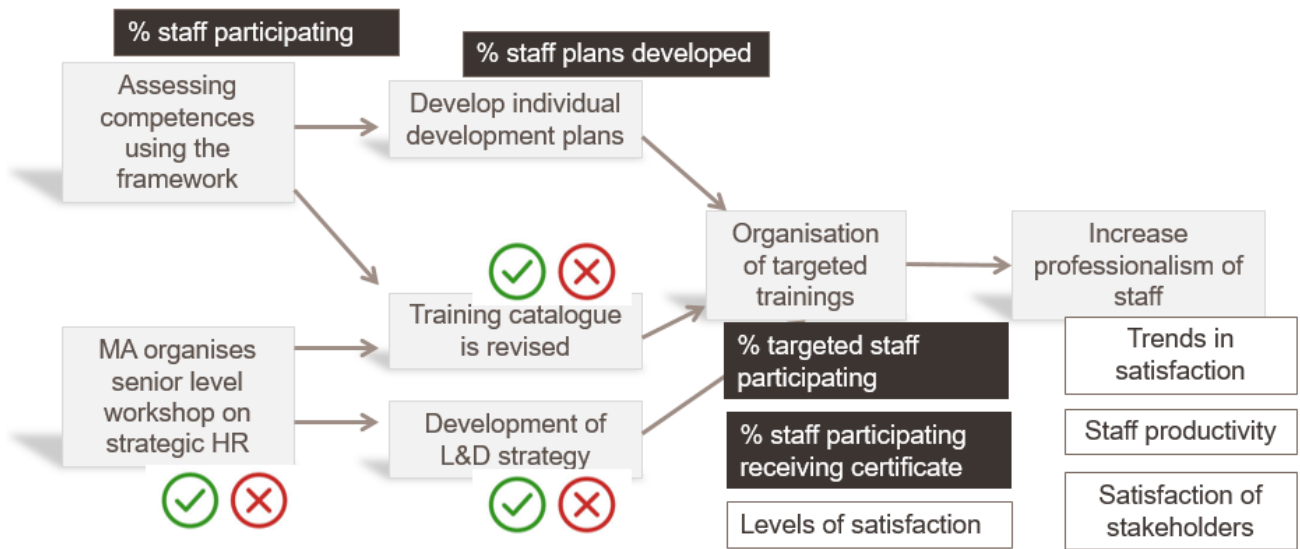 % staff participating
% staff plans developed
Assessing
competences
using the
framework
Develop individual
development plans
Organisation
of targeted
trainings
Increase
professionalism of
staff
Training catalogue
is revised
MA organises
senior level
workshop on
strategic HR
Development of
L&D strategy
% targeted staff
participating
% staff participating
receiving certificate
Levels of satisfaction
Trends in
satisfaction
Staff productivity
Satisfaction of
stakeholders